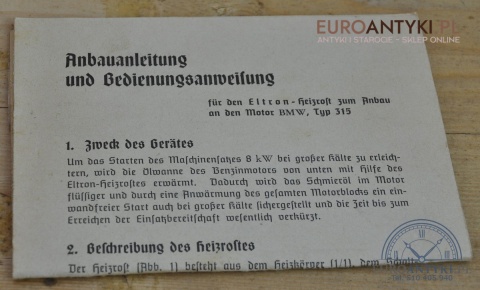 EUROANTYKI.PL
ANTYKI I STAROCIE - SKLEP ONLINE
Anbauanleitung
und Bedienungsanweisung
für den Eltron-Heizrost zum Anbau
an den Motor BMW, Typ 315
1. Zweck des Gerätes
Um das Starten des Maschinensatzes 8 kW bei großer Kälte zu erleich-
tern, wird die Ölwanne des Benzinmotors von unten mit Hilfe des
Eltron-Heizrostes erwärmt. Dadurch wird das Schmieröl im Motor
flüssiger und durch eine Anwärmung des gesamten Motorblocks ein ein-
wandfreier Start auch bei großer Kälte sichergestellt und die Zeit bis zum
Erreichen der Einsatzbereitschaft wesentlich verkürzt.
2. Beschreibung des Heizrostes
Der Heizrost (Abb. 1) besteht aus dem Heizkörper (1/1), dem